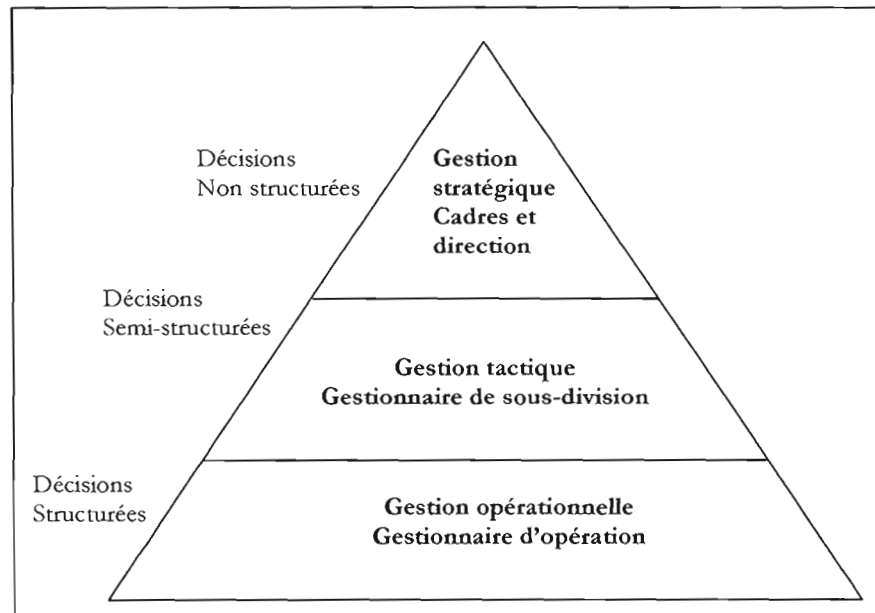 Décisions
Non structurées
Gestion
stratégique
Cadres et
direction
Décisions
Semi-structurées
Gestion tactique
Gestionnaire de sous-division
Décisions
Structurées
Gestion opérationnelle
Gestionnaire d'opération